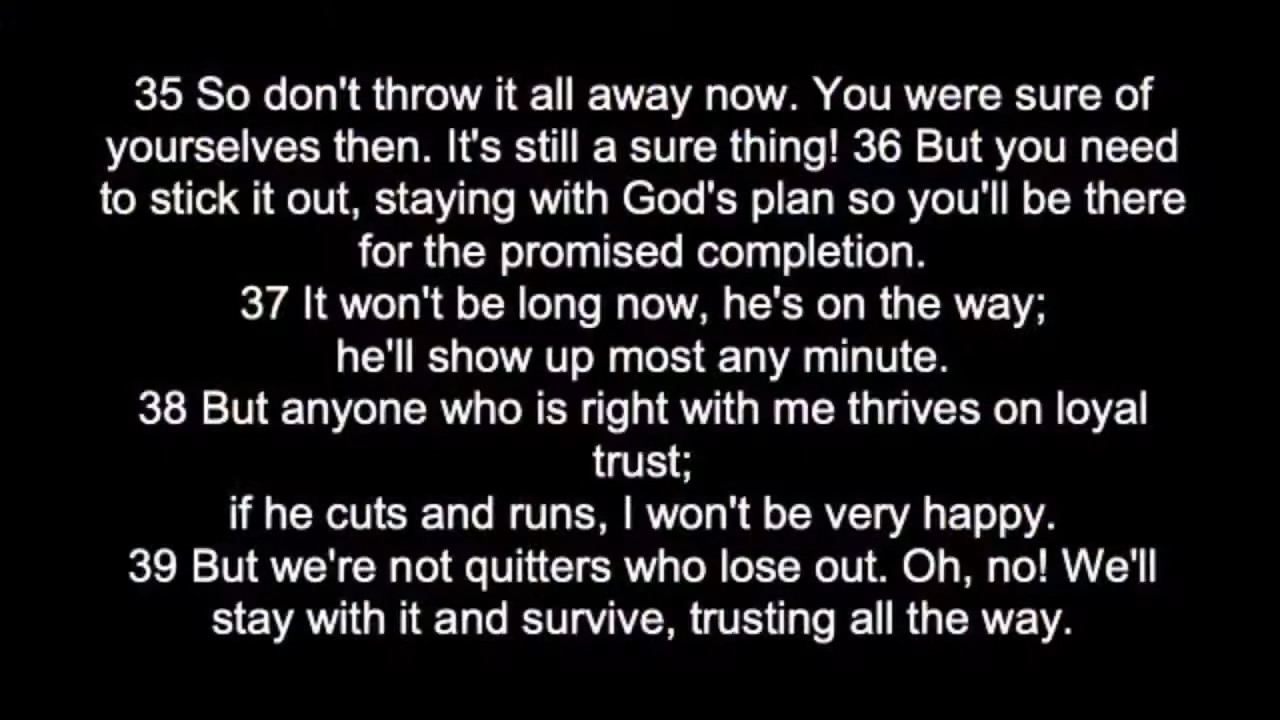 35 So don't throw it all away now. You were sure of
yourselves then. It's still a sure thing! 36 But you need
to stick it out, staying with God's plan so you'll be there
for the promised completion.
37 It won't be long now, he's on the way;
he'll show up most any minute.
38 But anyone who is right with me thrives on loyal
trust;
if he cuts and runs, I won't be very happy.
39 But we're not quitters who lose out. Oh, no! We'll
stay with it and survive, trusting all the way.